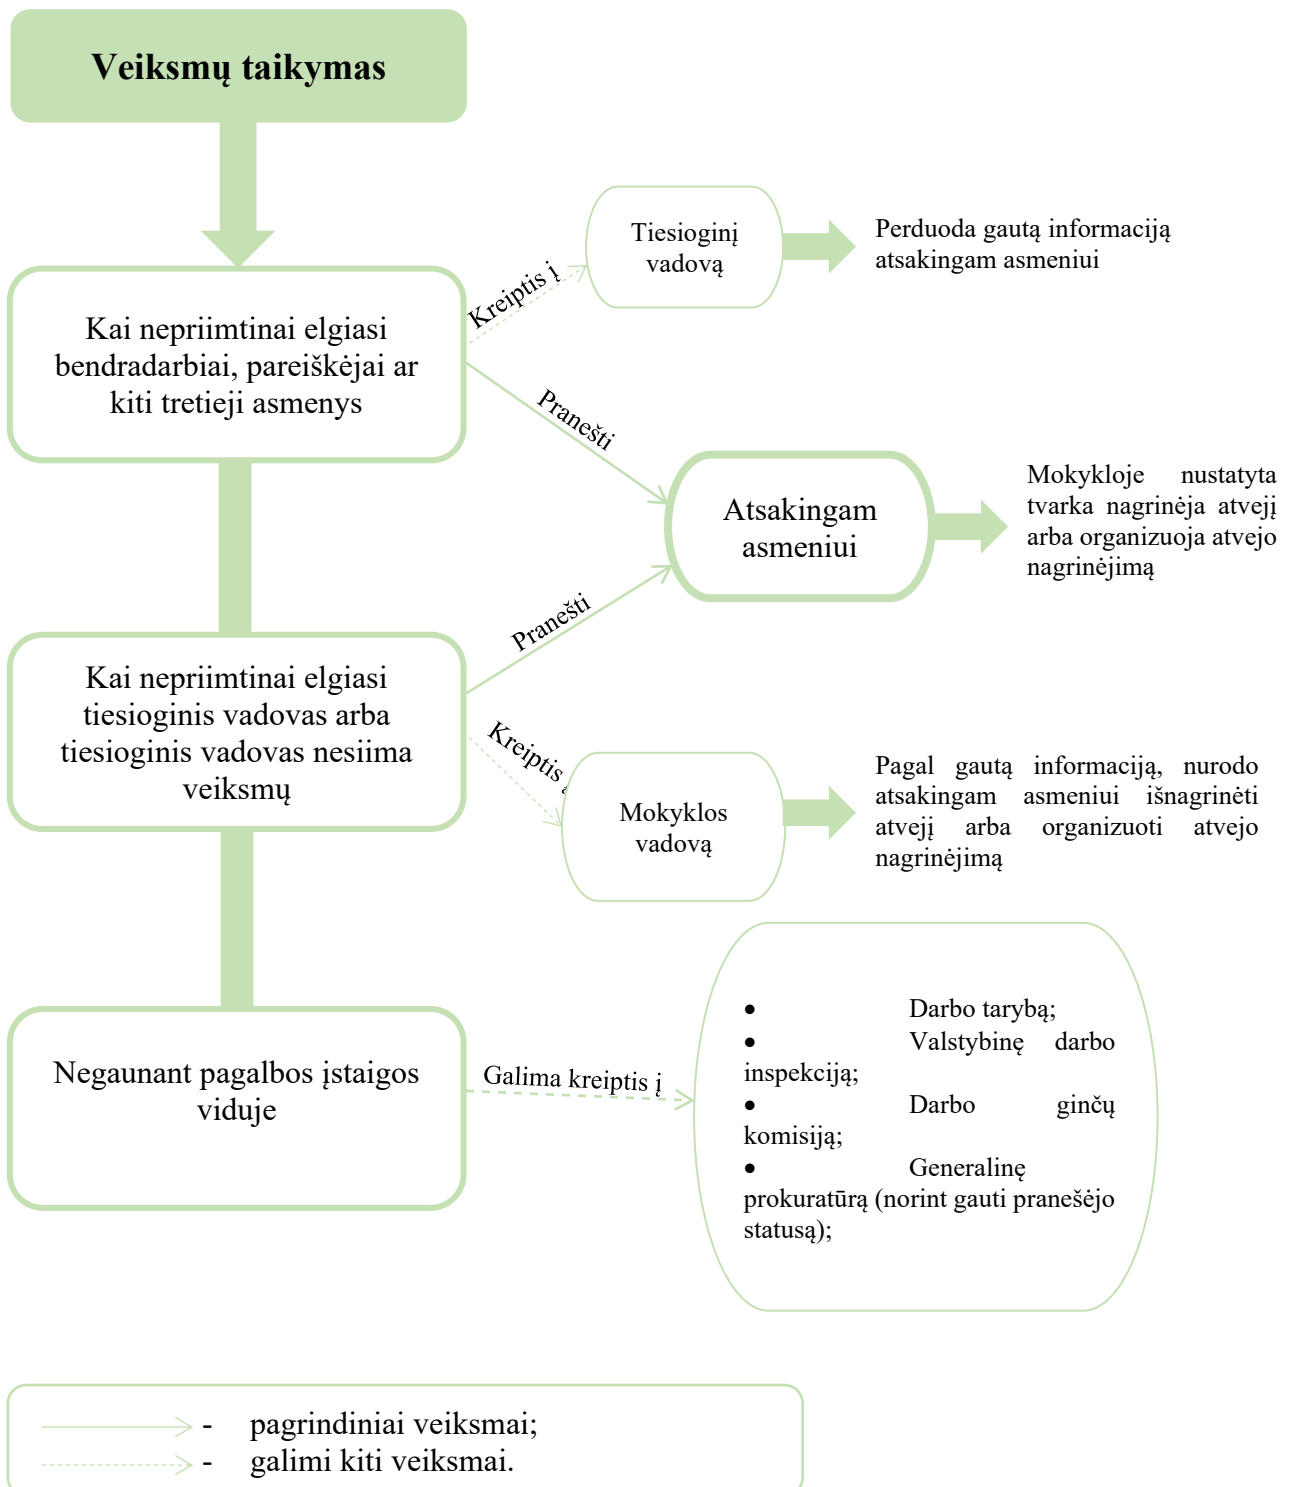 Veiksmų taikymas
Tiesioginį
vadovą
Perduoda gautą informaciją
atsakingam asmeniui
Kreiptis į
Kai nepriimtinai elgiasi
bendradarbiai, pareiškėjai ar
kiti tretieji asmenys
Pranešti
Atsakingam
asmeniui
Mokykloje nustatyta
tvarka nagrinėja atvejį
arba organizuoja atvejo
nagrinėjimą
Pranešti
Kai nepriimtinai elgiasi
tiesioginis vadovas arba
tiesioginis vadovas nesiima
veiksmų
Kreiptis į
Mokyklos
vadovą
Pagal gautą informaciją, nurodo
atsakingam asmeniui išnagrinėti
atvejį arba organizuoti atvejo
nagrinėjimą
Negaunant pagalbos įstaigos
viduje
Galima kreiptis į
• Darbo tarybą;
• Valstybinę darbo
inspekciją;
• Darbo ginčų
komisiją;
• Generalinę
prokuratūrą (norint gauti pranešėjo
statusą);
- pagrindiniai veiksmai;
- galimi kiti veiksmai.